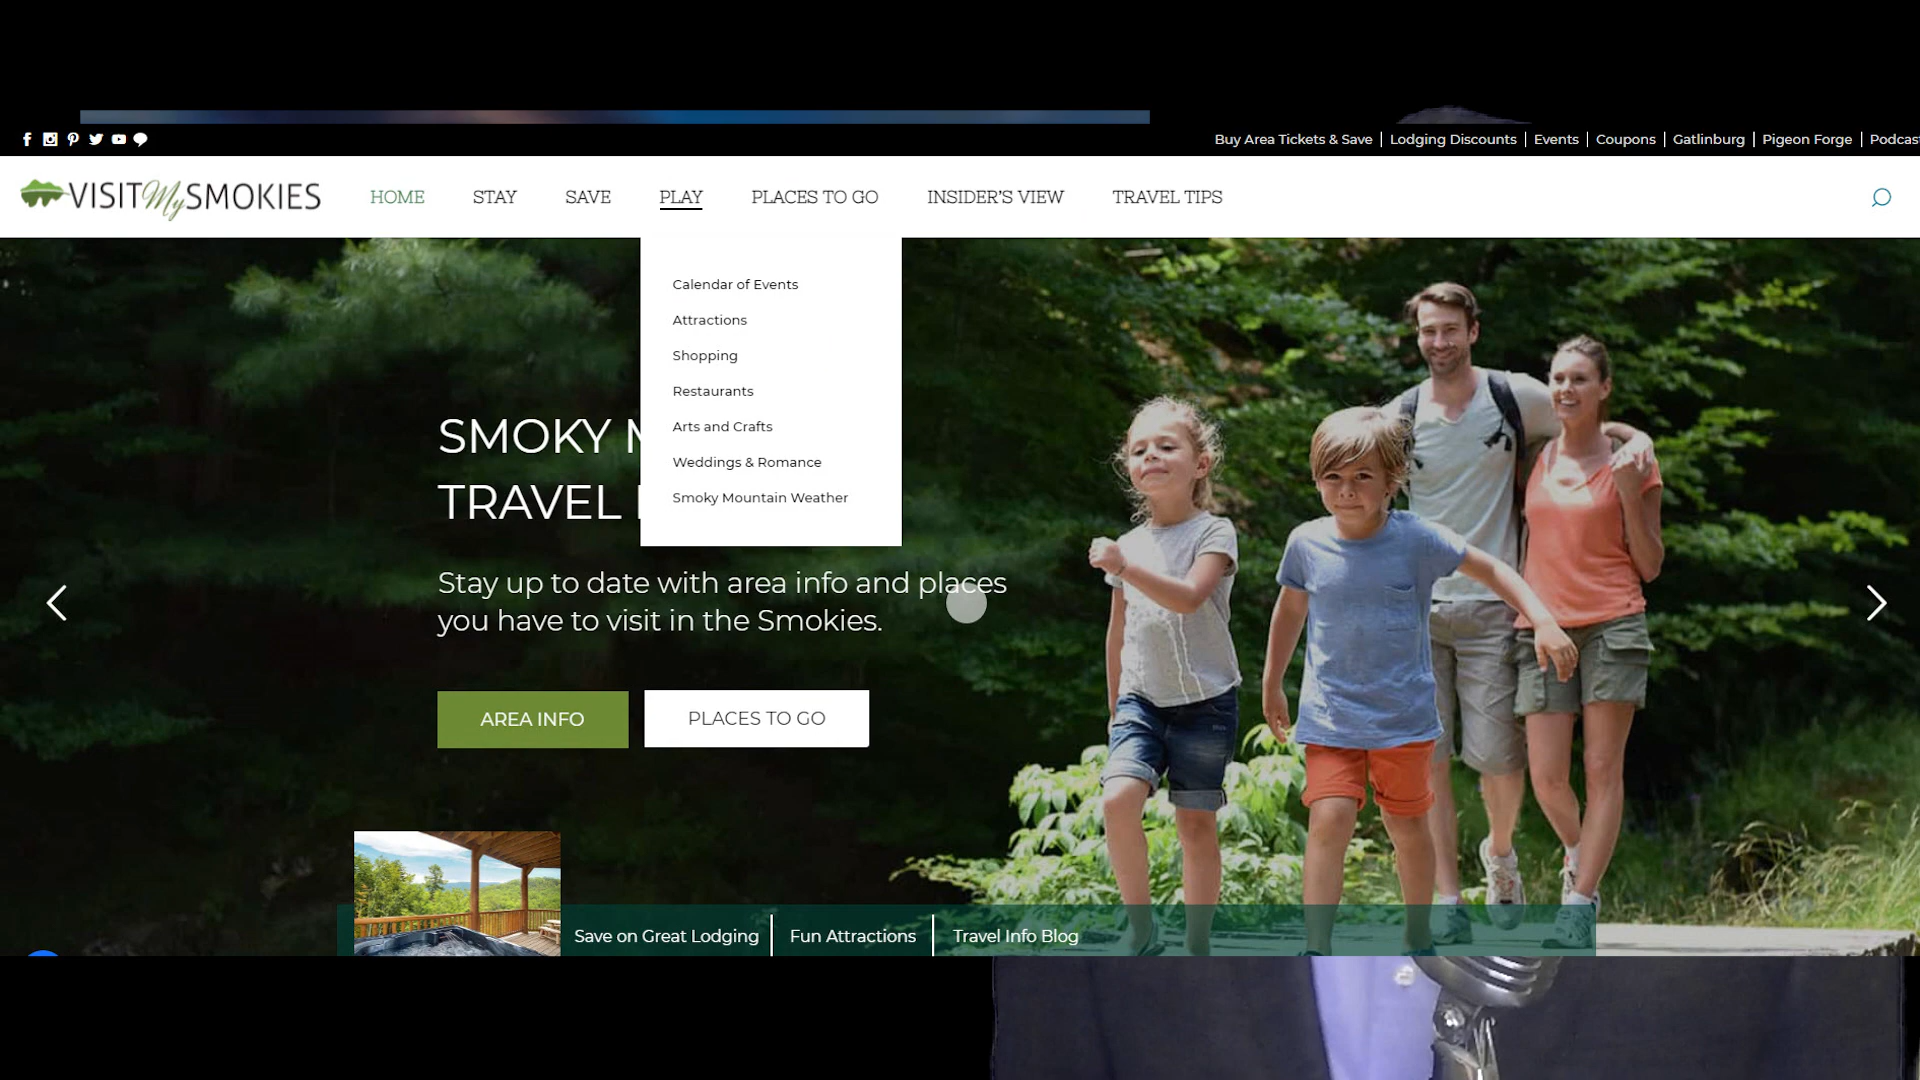 Buy Area Tickets & Save | Lodging Discounts | Events | Coupons | Gatlinburg | Pigeon Forge |
VISIT My SMOKIES
HOME STAY SAVE PLAY PLACES TO GO INSIDER'S VIEW TRAVEL TIPS
Calendar of Events
Attractions
Shopping
Restaurants
Arts and Crafts
Weddings & Romance
Smoky Mountain Weather
SMOKY
TRAVEL
Stay up to date with area info and places
you have to visit in the Smokies.
AREA INFO
PLACES TO GO
Save on Great Lodging | Fun Attractions | Travel Info Blog